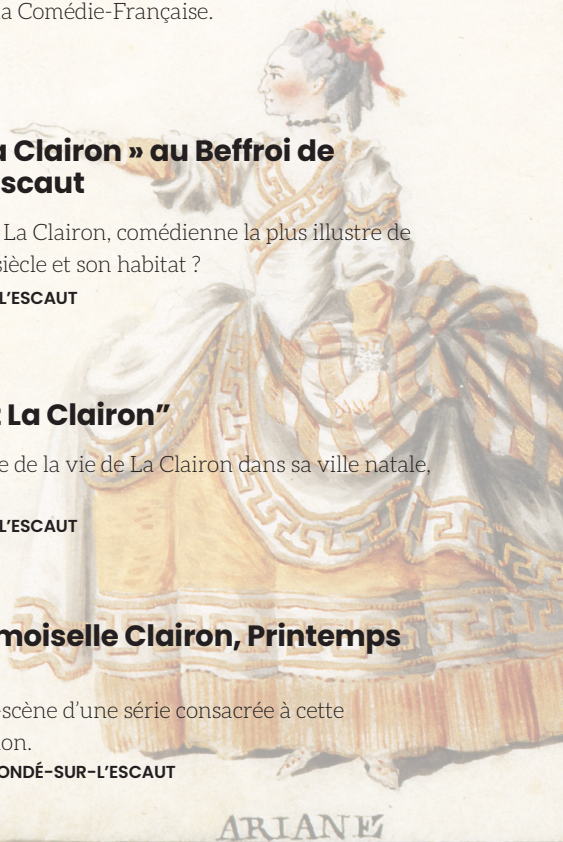 a Comédie-Française.
a Clairon » au Beffroi de
scaut
La Clairon, comédienne la plus illustre de
siècle et son habitat ?
L’ESCAUT
t La Clairon”
e de la vie de La Clairon dans sa ville natale,
L’ESCAUT
moiselle Clairon, Printemps
scène d’une série consacrée à cette
on.
ONDÉ-SUR-L’ESCAUT
ARIANE